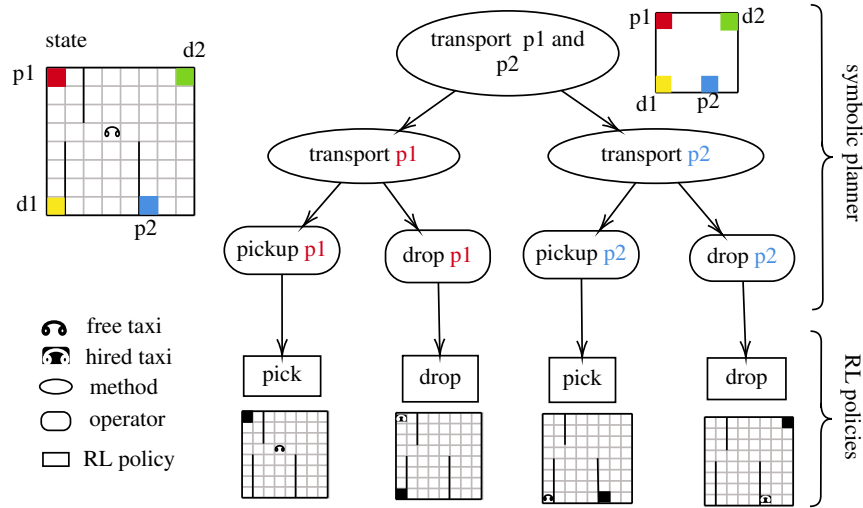 state
d2
p1
d1
p2
transport p1 and
p2
p1
d2
d1
p2
transport p1
transport p2
pickup p1
drop p1
pickup p2
drop p2
symbolic planner
free taxi
hired taxi
method
operator
RL policy
pick
drop
pick
drop
RL policies